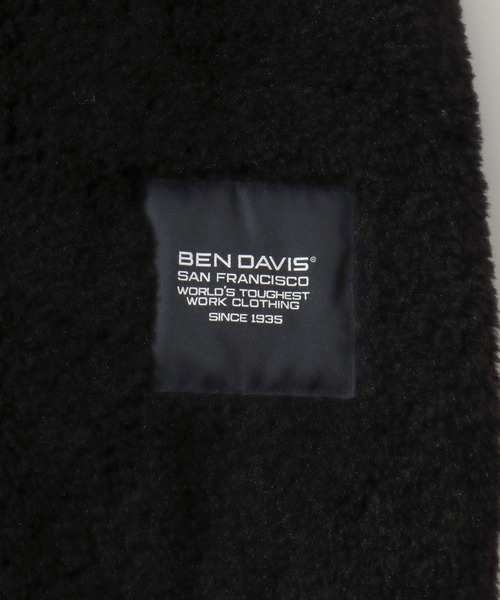 BEN DAVIS®
SAN FRANCISCO
WORLD'S TOUGHEST
WORK CLOTHING
SINCE 1935